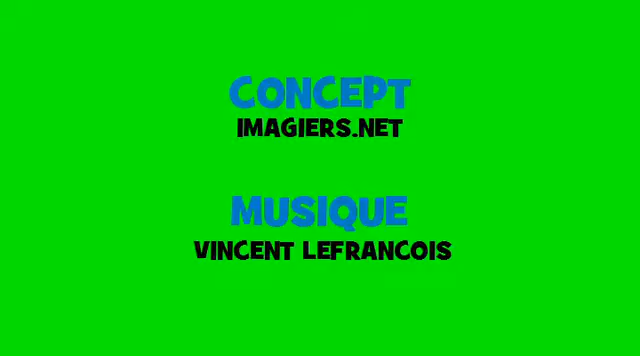 CONCEPT
IMAGIERS.NET
MUSIQUE
VINCENT LEFRANCOIS